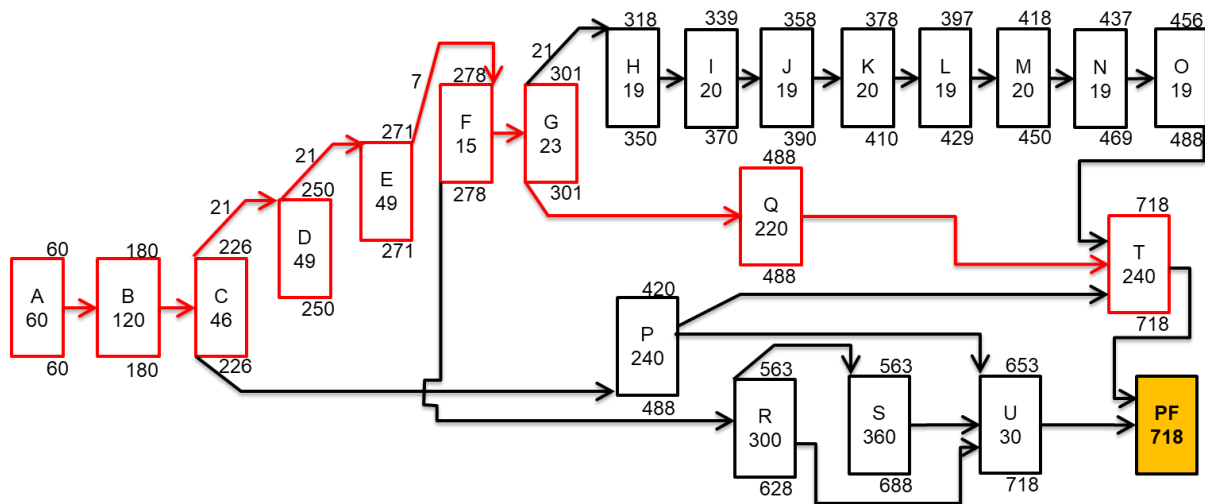 318 339 358 378 397 418 437 456
21
H I J K L M N O
19 20 19 20 19 20 19 19
350 370 390 410 429 450 469 488
7
278 301
F G
15 23
278 301
271
21
E
49
271
488
Q
220
488
250
21
D
49
250
718
T
240
718
60 180 226
A B C
60 120 46
60 180 226
420
P
240
488
563 563 653
R S U
300 360 30
628 688 718
PF
718